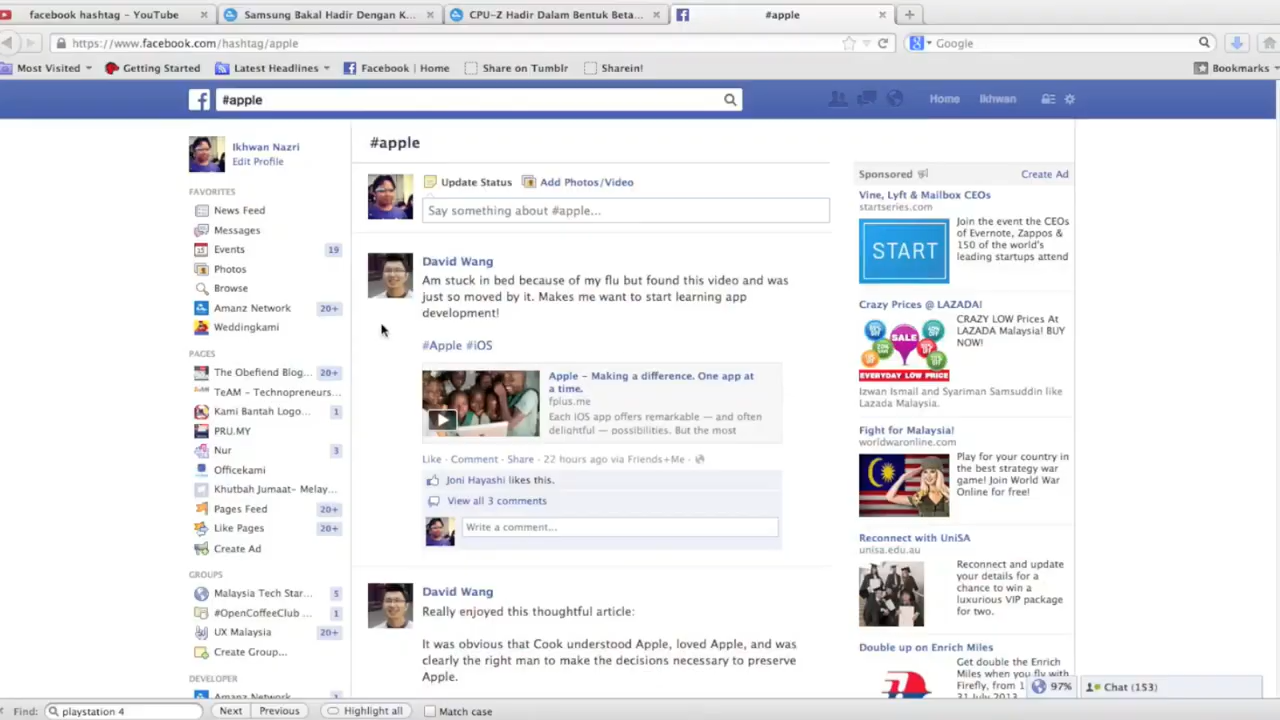 facebook hashtag - YouTube
Samsung Bakal Hadir Dengan K...
CPU-Z Hadir Dalam Bentuk Beta...
#apple
https://www.facebook.com/hashtag/apple
Google
Most Visited
Getting Started
Latest Headlines
Facebook | Home
Share on Tumblr
Sharein!
Bookmarks
#apple
Home
Ikhwan
Ikhwan Nazri
Edit Profile
FAVORITES
News Feed
Messages
Events 19
Photos
Browse
Amanz Network 20+
Weddingkami
PAGES
The Obefiend Blog... 20+
TeAM - Technopreneurs...
Kami Bantah Logo... 1
PRU.MY
Nur 3
Officekami
Khutbah Jumaat- Melay...
Pages Feed 20+
Like Pages 20+
Create Ad
GROUPS
Malaysia Tech Star... 5
#OpenCoffeeClub ... 1
UX Malaysia 20+
Create Group...
DEVELOPER
Amanz Network 1
#apple
Update Status
Add Photos/Video
Say something about #apple...
David Wang
Am stuck in bed because of my flu but found this video and was
just so moved by it. Makes me want to start learning app
development!
#Apple #iOS
Apple - Making a difference. One app at
a time.
fplus.me
Each iOS app offers remarkable — and often
delightful — possibilities. But the most
Like · Comment · Share · 22 hours ago via Friends+Me ·
Joni Hayashi likes this.
View all 3 comments
Write a comment...
David Wang
Really enjoyed this thoughtful article:
It was obvious that Cook understood Apple, loved Apple, and was
clearly the right man to make the decisions necessary to preserve
Apple.
Sponsored
Create Ad
Vine, Lyft & Mailbox CEOs
startseries.com
START
Join the event the CEOs
of Evernote, Zappos &
150 of the world's
leading startups attend
Crazy Prices @ LAZADA!
SALE
EVERYDAY LOW PRICE
CRAZY LOW Prices At
LAZADA Malaysia! BUY
NOW!
Izwan Ismail and Syariman Samsuddin like
Lazada Malaysia.
Fight for Malaysia!
worldwaronline.com
Play for your country in
the best strategy war
game! Join World War
Online for free!
Reconnect with UniSA
unisa.edu.au
Reconnect and update
your details for a
chance to win a
luxurious VIP package
for two.
Double up on Enrich Miles
Get double the Enrich
Miles when you fly with
Firefly, from 1
31 July 2013
97%
Chat (153)
Find:
playstation 4
Next
Previous
Highlight all
Match case